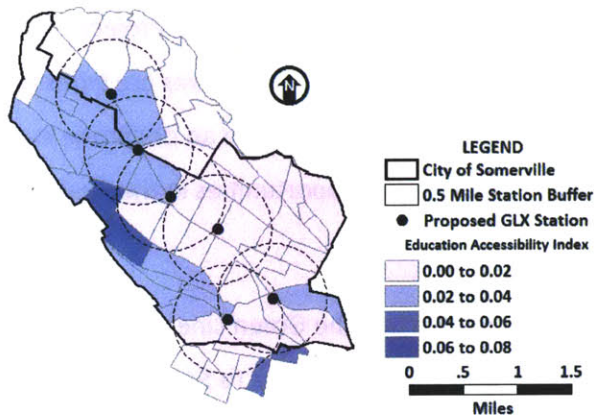 N
LEGEND
City of Somerville
0.5 Mile Station Buffer
Proposed GLX Station
Education Accessibility Index
0.00 to 0.02
0.02 to 0.04
0.04 to 0.06
0.06 to 0.08
0 .5 1 1.5
Miles